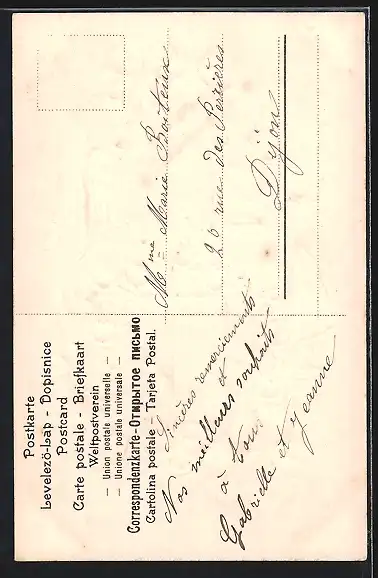 Postkarte
Levelező-Lap - Dopisnice
Postcard
Carte postale - Briefkaart
Weltpostverein
— Union postale universelle —
— Unione postale universale —
Correspondenzkarte-Открытое письмо
Cartolina postale - Tarjeta Postal.
Sincères remerciements
et
Nos meilleurs souhaits
à tous
Gabrielle et Jeanne
Mme Marie Boiteux
26 rue des Perrières
Dijon